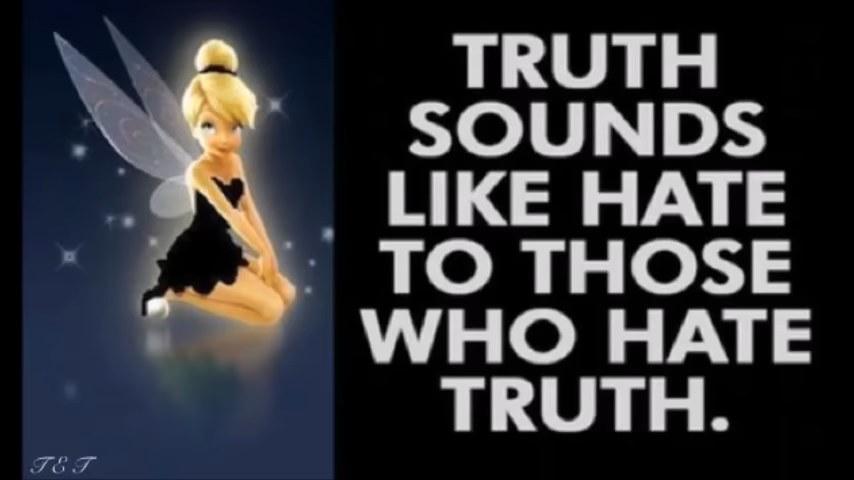 TRUTH
SOUNDS
LIKE HATE
TO THOSE
WHO HATE
TRUTH.
T&T